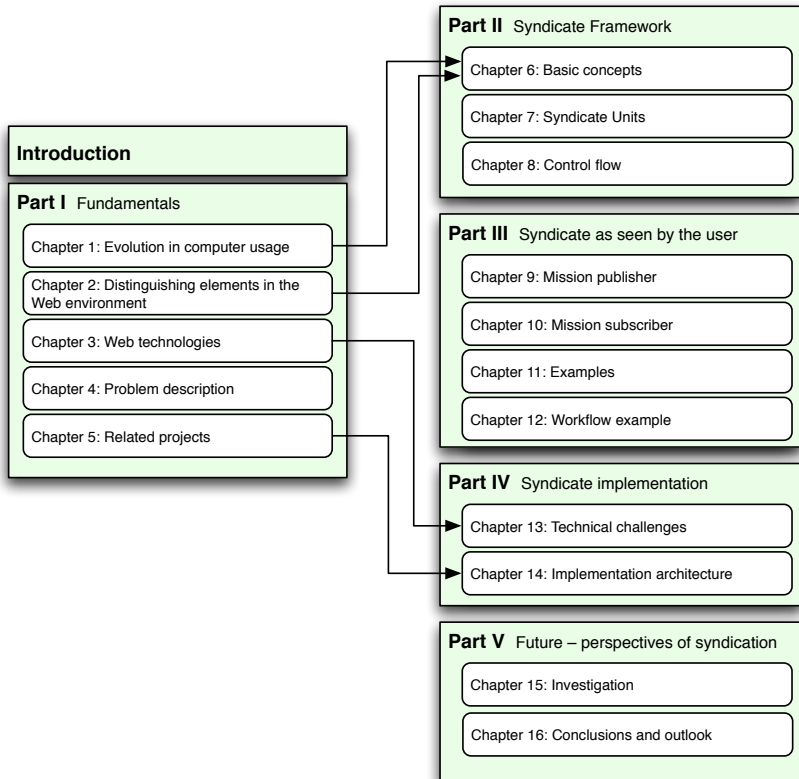 Introduction
Part I Fundamentals
Chapter 1: Evolution in computer usage
Chapter 2: Distinguishing elements in the
Web environment
Chapter 3: Web technologies
Chapter 4: Problem description
Chapter 5: Related projects
Part II Syndicate Framework
Chapter 6: Basic concepts
Chapter 7: Syndicate Units
Chapter 8: Control flow
Part III Syndicate as seen by the user
Chapter 9: Mission publisher
Chapter 10: Mission subscriber
Chapter 11: Examples
Chapter 12: Workflow example
Part IV Syndicate implementation
Chapter 13: Technical challenges
Chapter 14: Implementation architecture
Part V Future – perspectives of syndication
Chapter 15: Investigation
Chapter 16: Conclusions and outlook